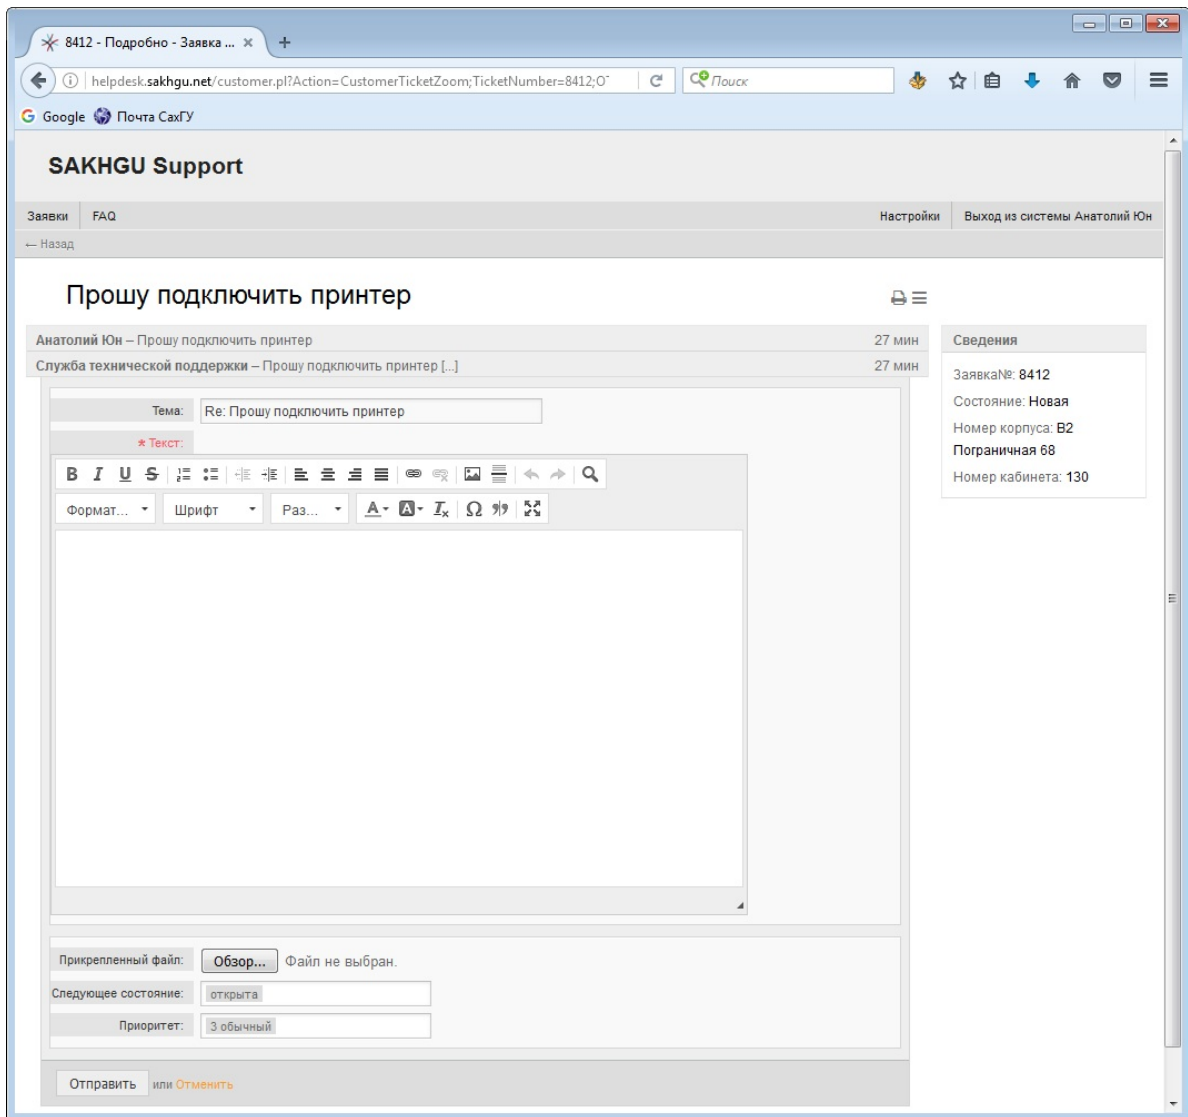 8412 - Подробно - Заявка ...
helpdesk.sakhgu.net/customer.pl?Action=CustomerTicketZoom;TicketNumber=8412;O
Поиск
Google Почта СахГУ
SAKHGU Support
Заявки FAQ Настройки Выход из системы Анатолий Юн
← Назад
Прошу подключить принтер
Анатолий Юн – Прошу подключить принтер 27 мин
Служба технической поддержки – Прошу подключить принтер [...] 27 мин
Сведения
Заявка№: 8412
Состояние: Новая
Номер корпуса: В2
Пограничная 68
Номер кабинета: 130
Тема: Re: Прошу подключить принтер
* Текст:
Формат... Шрифт Раз...
Прикрепленный файл: Обзор... Файл не выбран.
Следующее состояние: открыта
Приоритет: 3 обычный
Отправить или Отменить